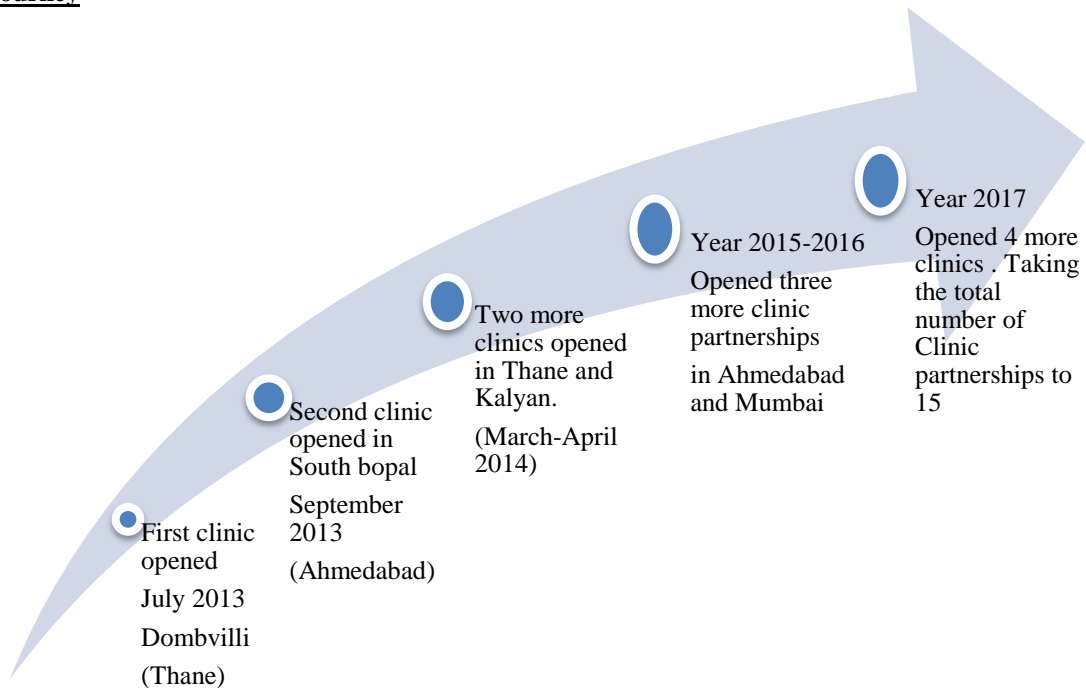 First clinic
opened
July 2013
Dombvilli
(Thane)
Second clinic
opened in
South bopal
September
2013
(Ahmedabad)
Two more
clinics opened
in Thane and
Kalyan.
(March-April
2014)
Year 2015-2016
Opened three
more clinic
partnerships
in Ahmedabad
and Mumbai
Year 2017
Opened 4 more
clinics . Taking
the total
number of
Clinic
partnerships to
15